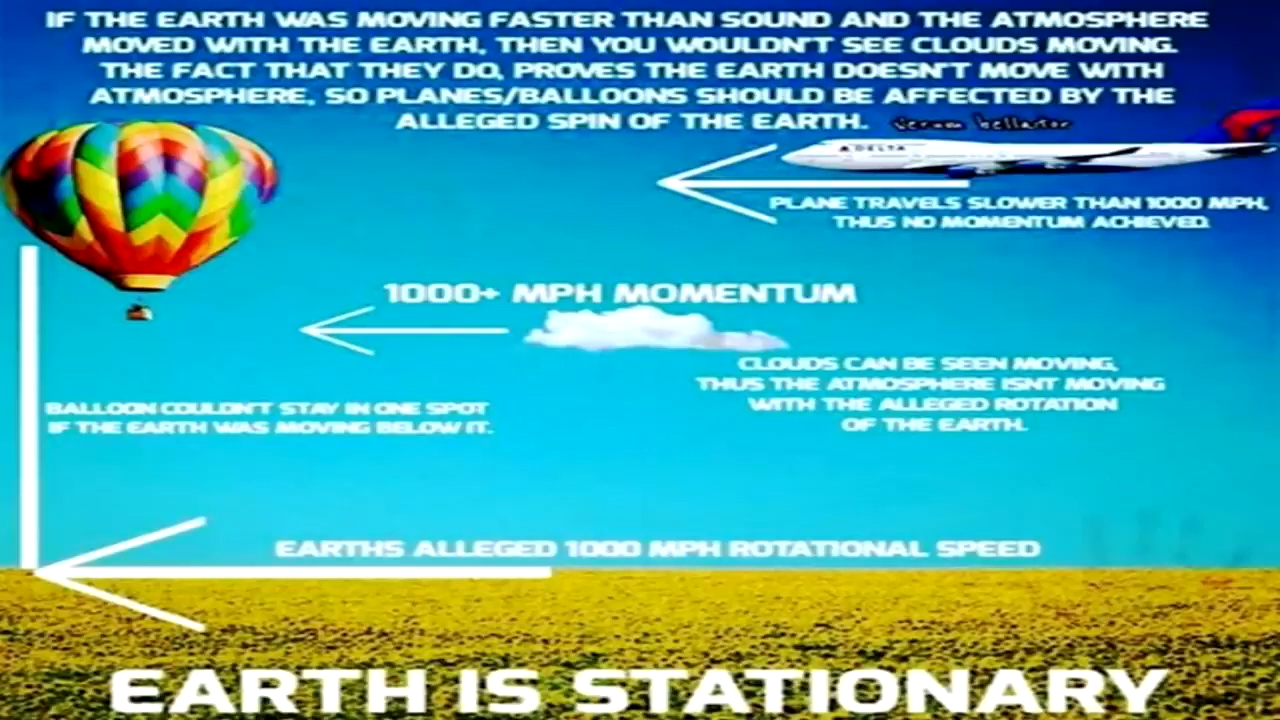 IF THE EARTH WAS MOVING FASTER THAN SOUND AND THE ATMOSPHERE
MOVED WITH THE EARTH, THEN YOU WOULDN'T SEE CLOUDS MOVING.
THE FACT THAT THEY DO, PROVES THE EARTH DOESN'T MOVE WITH
ATMOSPHERE, SO PLANES/BALLOONS SHOULD BE AFFECTED BY THE
ALLEGED SPIN OF THE EARTH.
DELTA
PLANE TRAVELS SLOWER THAN 1000 MPH,
THUS NO MOMENTUM ACHIEVED.
1000+ MPH MOMENTUM
CLOUDS CAN BE SEEN MOVING,
THUS THE ATMOSPHERE ISNT MOVING
WITH THE ALLEGED ROTATION
OF THE EARTH.
BALLOON COULDN'T STAY IN ONE SPOT
IF THE EARTH WAS MOVING BELOW IT.
EARTHS ALLEGED 1000 MPH ROTATIONAL SPEED
EARTH IS STATIONARY